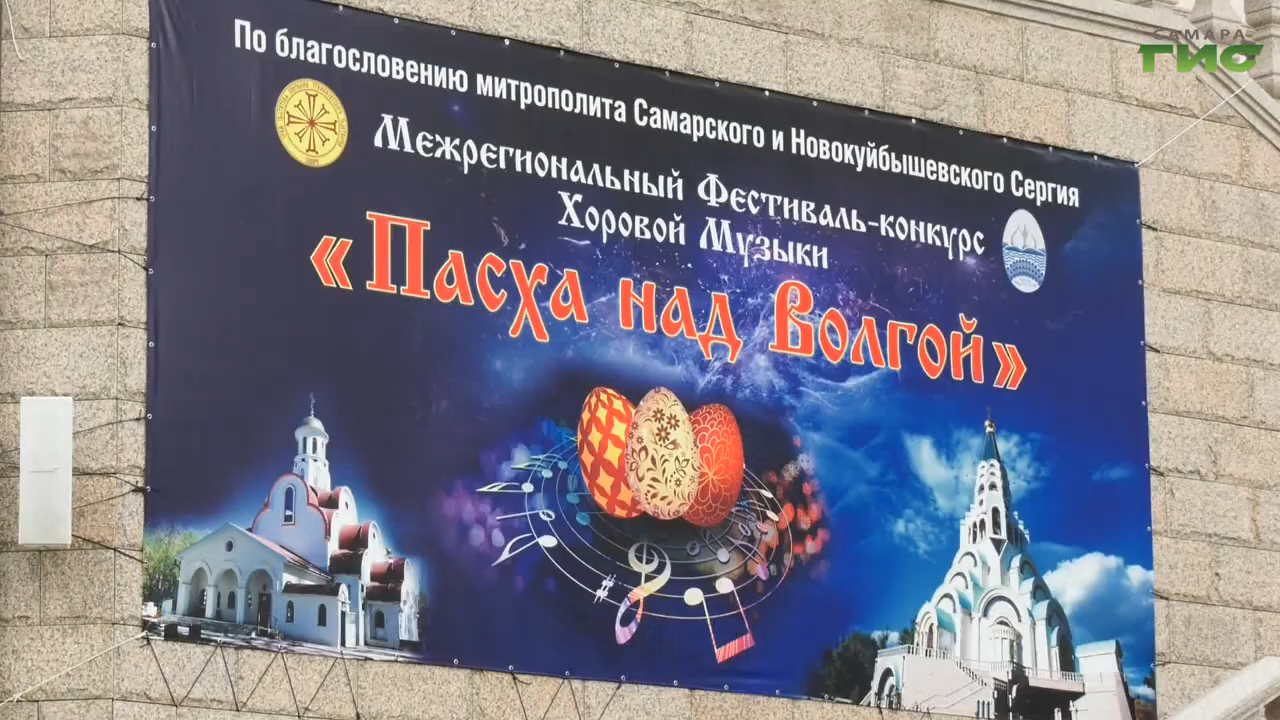 САМАРА
ГИС
По благословению митрополита Самарского и Новокуйбышевского Сергия
Межрегиональный Фестиваль-конкурс
Хоровой Музыки
«Пасха над Волгой»